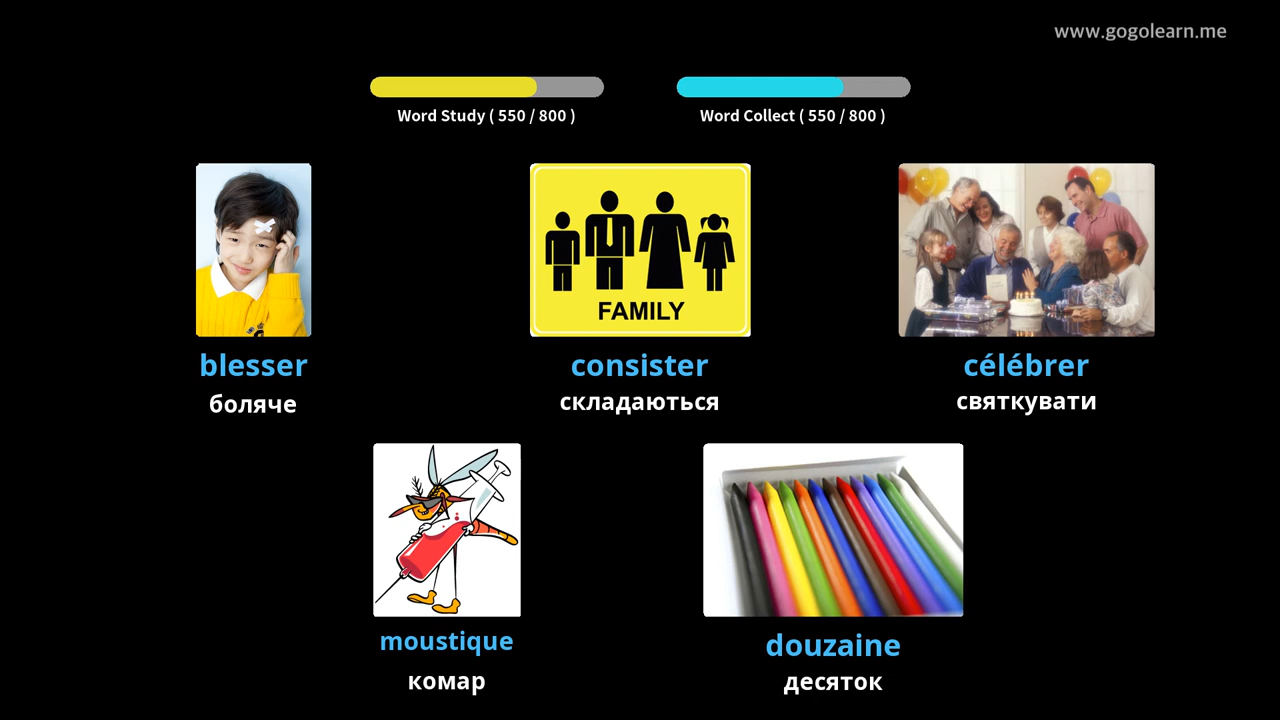 www.gogolearn.me
Word Study ( 550 / 800 )
Word Collect ( 550 / 800 )
FAMILY
blesser
consister
célébrer
боляче
складаються
святкувати
moustique
douzaine
комар
десяток